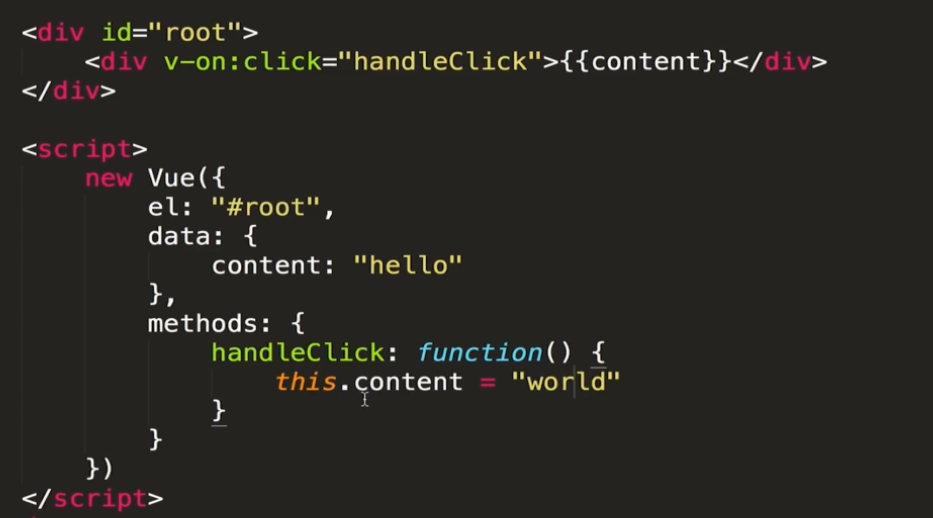 <div id="root">
<div v-on:click="handleClick">{{content}}</div>
</div>
<script>
new Vue({
el: "#root",
data: {
content: "hello"
},
methods: {
handleClick: function() {
this.content = "world"
}
}
})
</script>